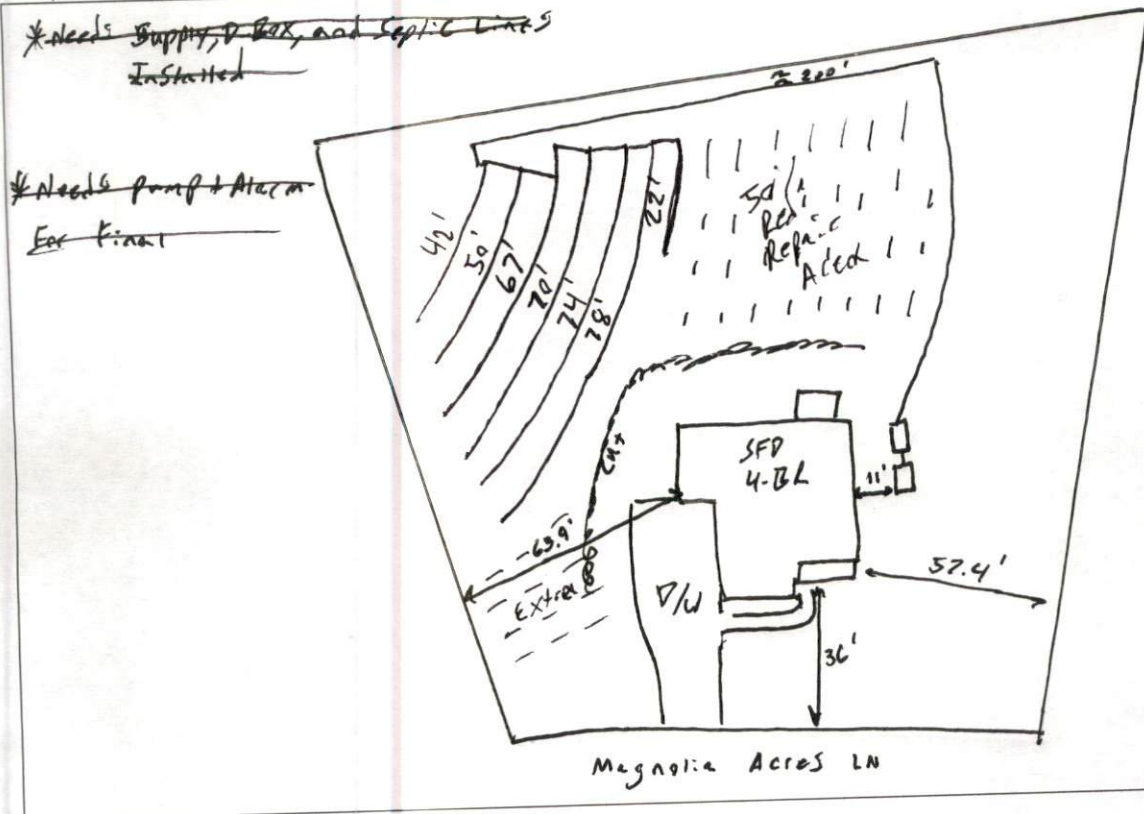 *Needs Supply, D-Box, and Septic Lines
Installed
*Needs pump + Alarm
For Final
≈ 200'
42'
50'
67'
70'
74'
78'
22'
Repair
Area
SFD
4-BR
11'
63.9'
Extra
D/W
57.4'
36'
Magnolia Acres LN